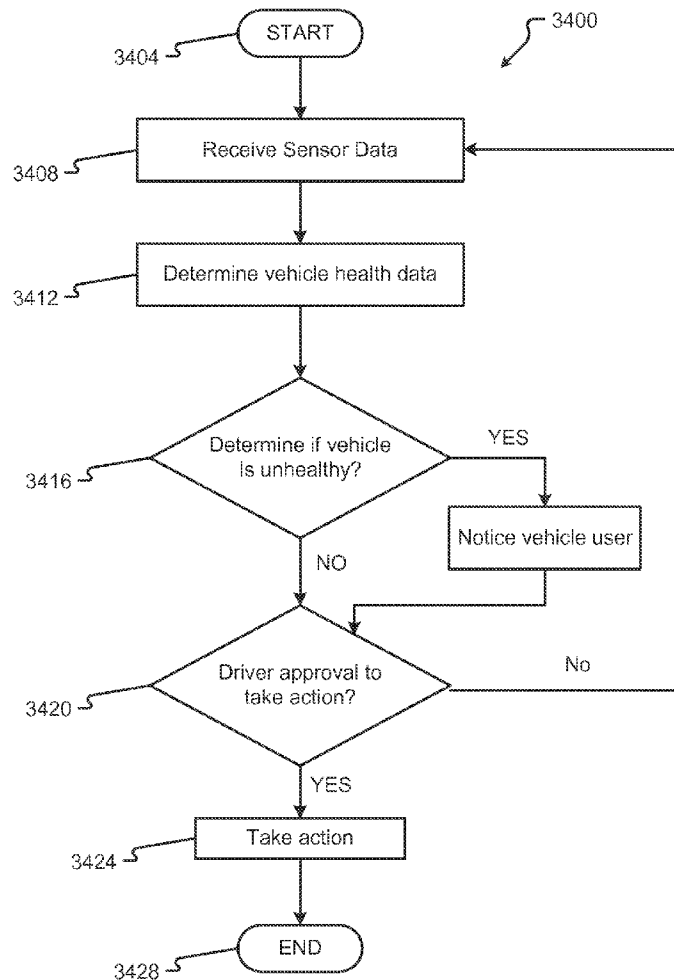 START
3400
3404
Receive Sensor Data
3408
Determine vehicle health data
3412
Determine if vehicle
is unhealthy?
YES
3416
Notice vehicle user
NO
Driver approval to
take action?
No
3420
YES
Take action
3424
END
3428